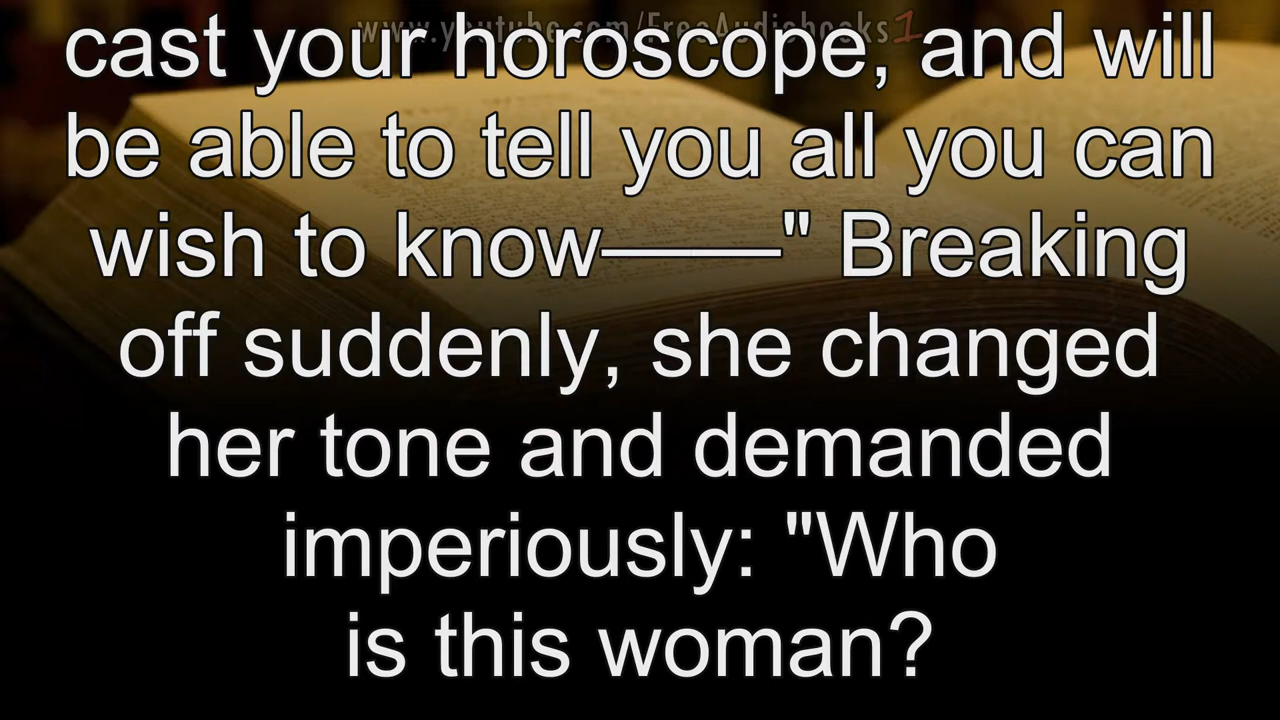 www.youtube.com/FreeAudiobooks1
cast your horoscope, and will
be able to tell you all you can
wish to know——" Breaking
off suddenly, she changed
her tone and demanded
imperiously: "Who
is this woman?